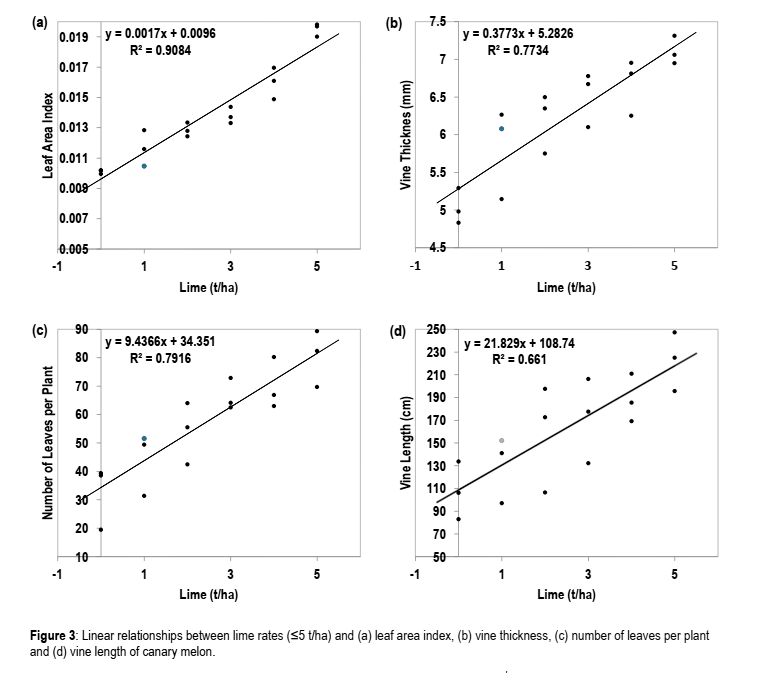 (a)
y = 0.0017x + 0.0096
R² = 0.9084
0.019
0.017
0.015
0.013
0.011
0.009
0.007
0.005
Leaf Area Index
-1 1 3 5
Lime (t/ha)
(b)
y = 0.3773x + 5.2826
R² = 0.7734
7.5
7
6.5
6
5.5
5
4.5
Vine Thicknes (mm)
-1 1 3 5
Lime (t/ha)
(c)
y = 9.4366x + 34.351
R² = 0.7916
90
80
70
60
50
40
30
20
10
Number of Leaves per Plant
-1 1 3 5
Lime (t/ha)
(d)
y = 21.829x + 108.74
R² = 0.661
250
230
210
190
170
150
130
110
90
70
50
Vine Length (cm)
-1 1 3 5
Lime (t/ha)
Figure 3: Linear relationships between lime rates (≤5 t/ha) and (a) leaf area index, (b) vine thickness, (c) number of leaves per plant
and (d) vine length of canary melon.